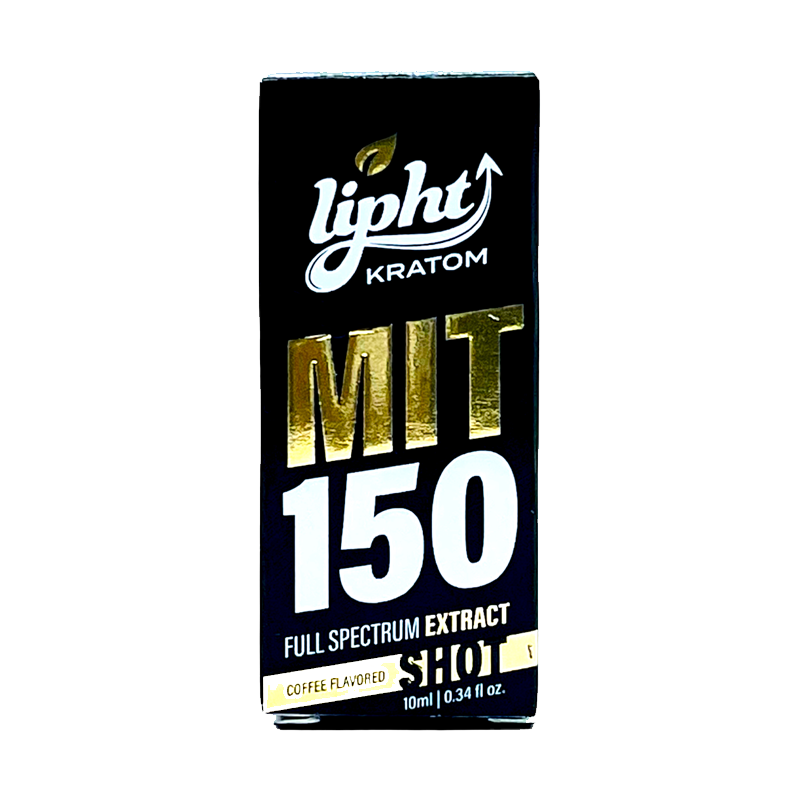 lipht
KRATOM
MIT
150
FULL SPECTRUM EXTRACT
COFFEE FLAVORED SHOT
10ml | 0.34 fl oz.